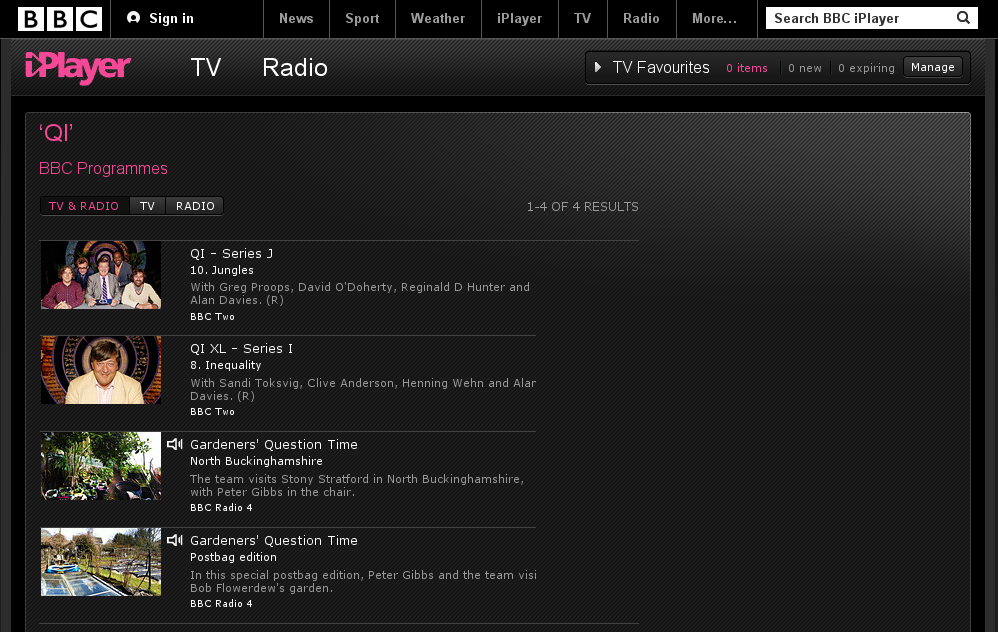 BBC Sign in News Sport Weather iPlayer TV Radio More... Search BBC iPlayer
iPlayer TV Radio TV Favourites 0 items 0 new 0 expiring Manage
‘QI’
BBC Programmes
TV & RADIO TV RADIO 1-4 OF 4 RESULTS
QI – Series J
10. Jungles
With Greg Proops, David O'Doherty, Reginald D Hunter and
Alan Davies. (R)
BBC Two
QI XL – Series I
8. Inequality
With Sandi Toksvig, Clive Anderson, Henning Wehn and Alan
Davies. (R)
BBC Two
Gardeners' Question Time
North Buckinghamshire
The team visits Stony Stratford in North Buckinghamshire,
with Peter Gibbs in the chair.
BBC Radio 4
Gardeners' Question Time
Postbag edition
In this special postbag edition, Peter Gibbs and the team visi
Bob Flowerdew's garden.
BBC Radio 4